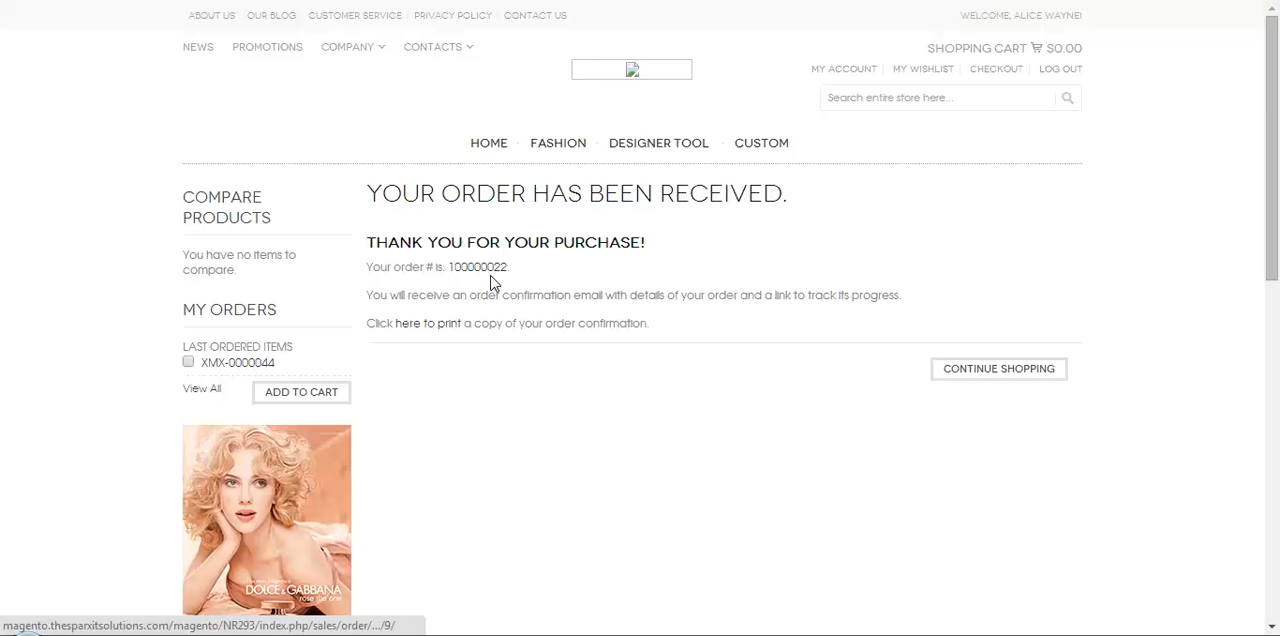 ABOUT US OUR BLOG CUSTOMER SERVICE PRIVACY POLICY CONTACT US WELCOME, ALICE WAYNE!
NEWS PROMOTIONS COMPANY CONTACTS SHOPPING CART $0.00
MY ACCOUNT MY WISHLIST CHECKOUT LOG OUT
Search entire store here...
HOME FASHION DESIGNER TOOL CUSTOM
COMPARE
PRODUCTS
You have no items to
compare.
MY ORDERS
LAST ORDERED ITEMS
XMX-0000044
View All ADD TO CART
DOLCE & GABBANA
rose the one
YOUR ORDER HAS BEEN RECEIVED.
THANK YOU FOR YOUR PURCHASE!
Your order # is: 100000022.
You will receive an order confirmation email with details of your order and a link to track its progress.
Click here to print a copy of your order confirmation.
CONTINUE SHOPPING
magento.thesparxitsolutions.com/magento/NR293/index.php/sales/order/.../9/